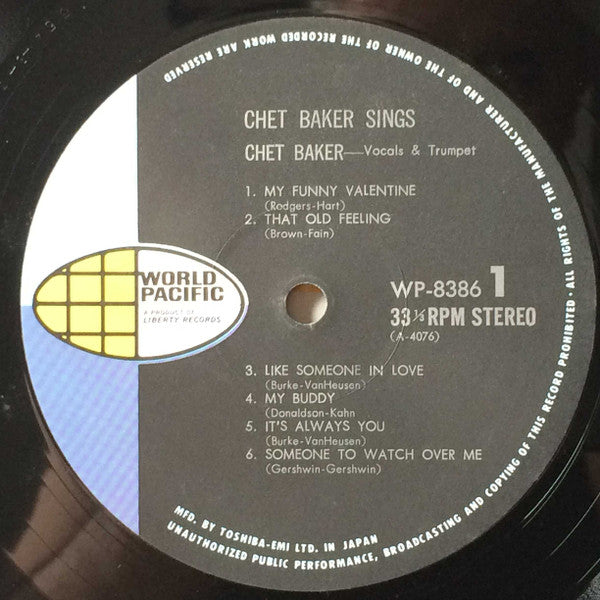 CHET BAKER SINGS
CHET BAKER—Vocals & Trumpet
1. MY FUNNY VALENTINE
(Rodgers-Hart)
2. THAT OLD FEELING
(Brown-Fain)
WORLD
PACIFIC
A PRODUCT OF
LIBERTY RECORDS
WP-8386 1
33⅓RPM STEREO
(A-4076)
3. LIKE SOMEONE IN LOVE
(Burke-VanHeusen)
4. MY BUDDY
(Donaldson-Kahn
5. IT'S ALWAYS YOU
(Burke-VanHeusen)
6. SOMEONE TO WATCH OVER ME
(Gershwin-Gershwin)
MFD. BY TOSHIBA-EMI LTD. IN JAPAN
UNAUTHORIZED PUBLIC PERFORMANCE, BROADCASTING AND COPYING OF THIS RECORD PROHIBITED · ALL RIGHTS OF THE MANUFACTURER AND OF THE OWNER OF THE RECORDED WORK ARE RESERVED